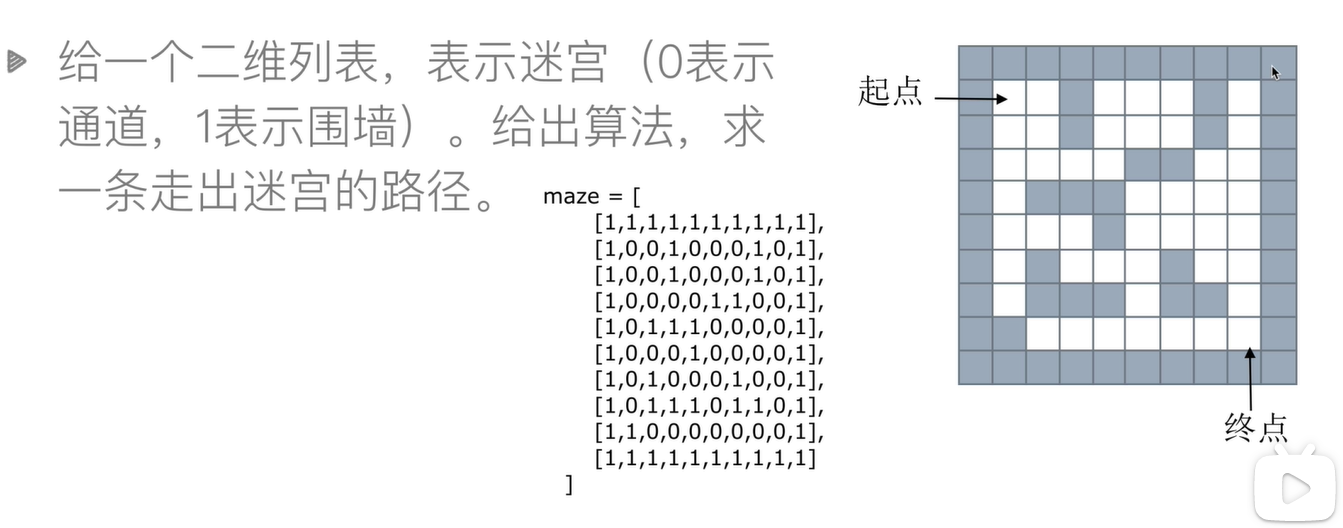 给一个二维列表，表示迷宫（0表示
通道，1表示围墙）。给出算法，求
一条走出迷宫的路径。
maze = [
[1,1,1,1,1,1,1,1,1,1],
[1,0,0,1,0,0,0,1,0,1],
[1,0,0,1,0,0,0,1,0,1],
[1,0,0,0,0,1,1,0,0,1],
[1,0,1,1,1,0,0,0,0,1],
[1,0,0,0,1,0,0,0,0,1],
[1,0,1,0,0,0,1,0,0,1],
[1,0,1,1,1,0,1,1,0,1],
[1,1,0,0,0,0,0,0,0,1],
[1,1,1,1,1,1,1,1,1,1]
]
起点
终点